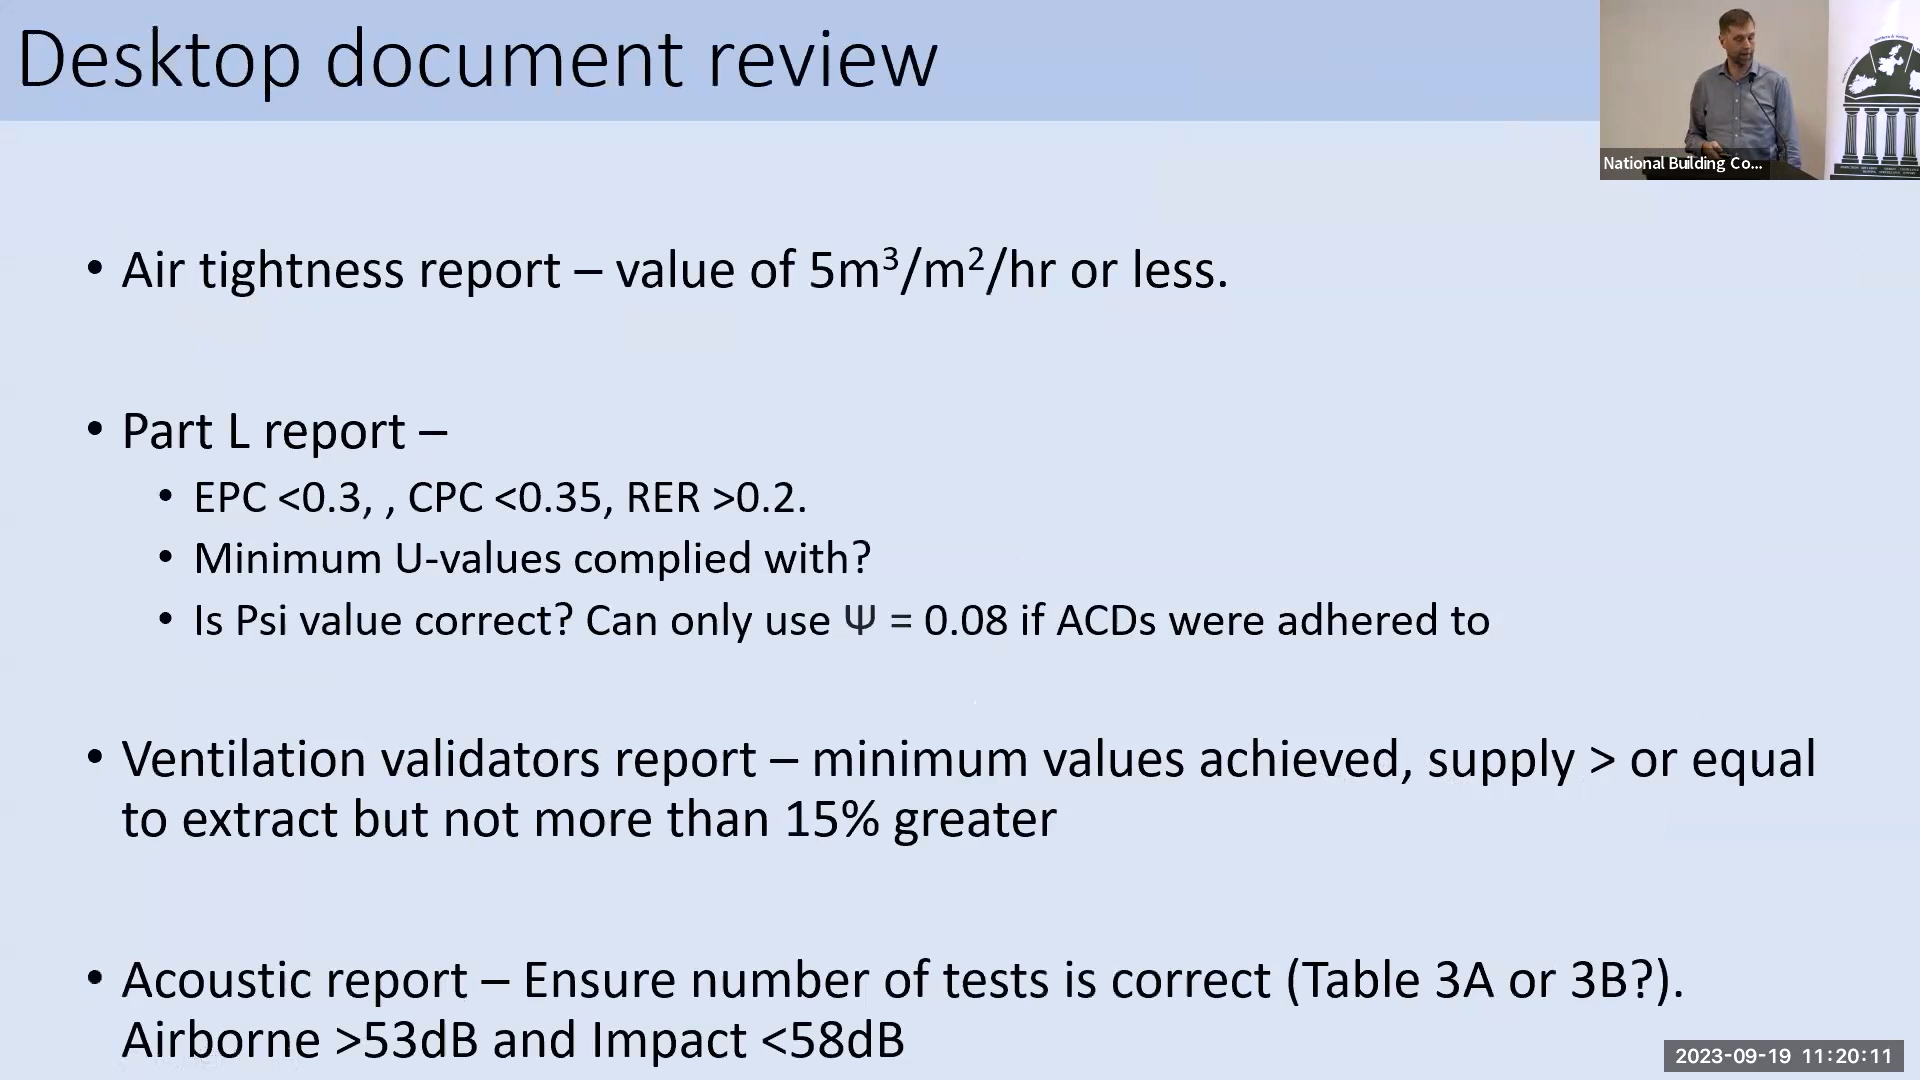 Desktop document review
National Building Co...
• Air tightness report – value of 5m³/m²/hr or less.
• Part L report –
• EPC <0.3, , CPC <0.35, RER >0.2.
• Minimum U-values complied with?
• Is Psi value correct? Can only use Ψ = 0.08 if ACDs were adhered to
• Ventilation validators report – minimum values achieved, supply > or equal
to extract but not more than 15% greater
• Acoustic report – Ensure number of tests is correct (Table 3A or 3B?).
Airborne >53dB and Impact <58dB
2023-09-19 11:20:11